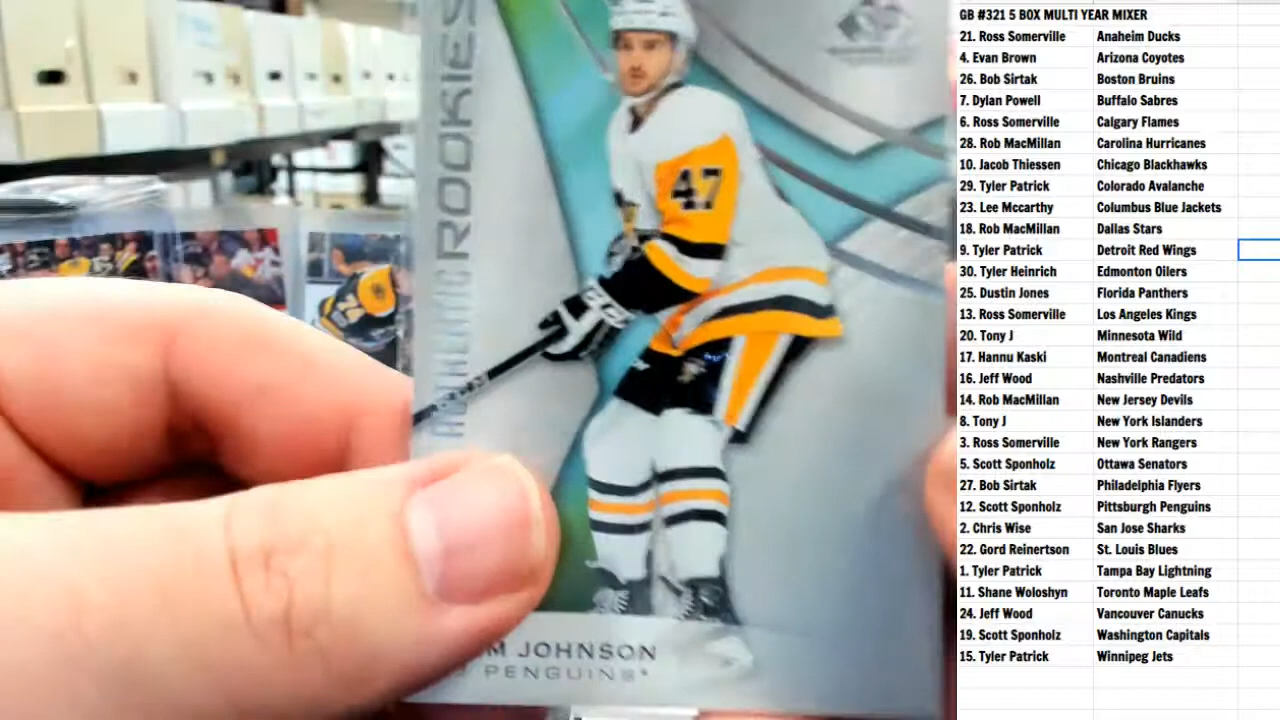 ROOKIES
47
M JOHNSON
PENGUINS
GB #321 5 BOX MULTI YEAR MIXER
21. Ross Somerville Anaheim Ducks
4. Evan Brown Arizona Coyotes
26. Bob Sirtak Boston Bruins
7. Dylan Powell Buffalo Sabres
6. Ross Somerville Calgary Flames
28. Rob MacMillan Carolina Hurricanes
10. Jacob Thiessen Chicago Blackhawks
29. Tyler Patrick Colorado Avalanche
23. Lee Mccarthy Columbus Blue Jackets
18. Rob MacMillan Dallas Stars
9. Tyler Patrick Detroit Red Wings
30. Tyler Heinrich Edmonton Oilers
25. Dustin Jones Florida Panthers
13. Ross Somerville Los Angeles Kings
20. Tony J Minnesota Wild
17. Hannu Kaski Montreal Canadiens
16. Jeff Wood Nashville Predators
14. Rob MacMillan New Jersey Devils
8. Tony J New York Islanders
3. Ross Somerville New York Rangers
5. Scott Sponholz Ottawa Senators
27. Bob Sirtak Philadelphia Flyers
12. Scott Sponholz Pittsburgh Penguins
2. Chris Wise San Jose Sharks
22. Gord Reinertson St. Louis Blues
1. Tyler Patrick Tampa Bay Lightning
11. Shane Woloshyn Toronto Maple Leafs
24. Jeff Wood Vancouver Canucks
19. Scott Sponholz Washington Capitals
15. Tyler Patrick Winnipeg Jets